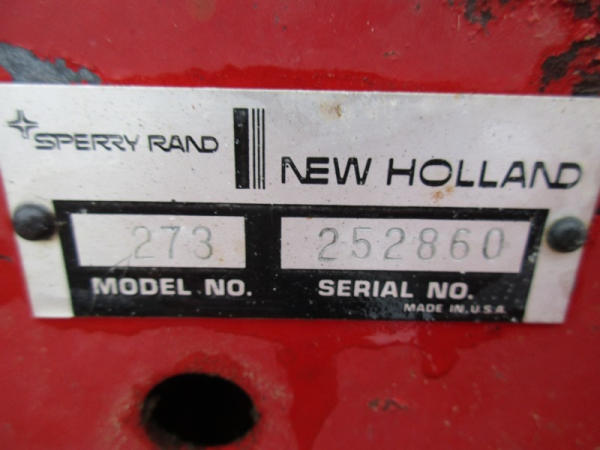 SPERRY RAND
NEW HOLLAND
273 252860
MODEL NO. SERIAL NO.
MADE IN U.S.A.